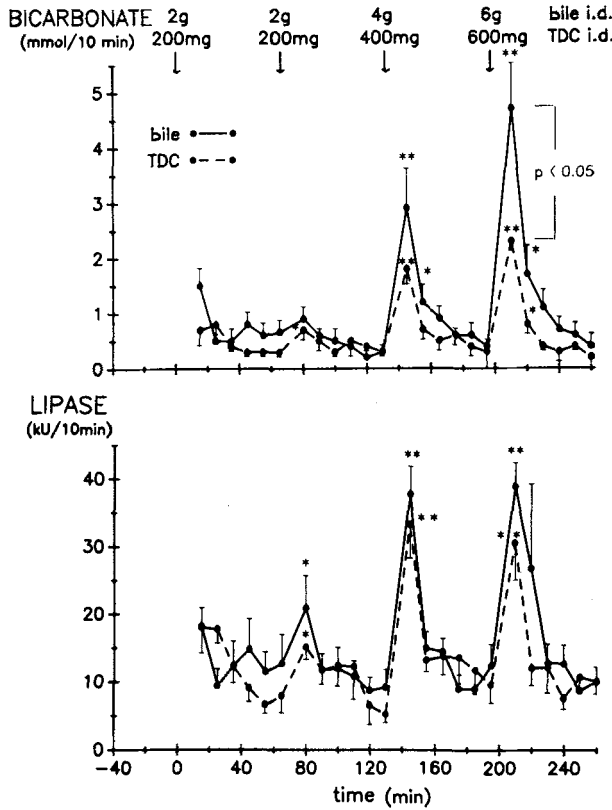 BICARBONATE 2g 2g 4g 6g bile i.d.
(mmol/10 min) 200mg 200mg 400mg 600mg TDC i.d.
**
5
bile
**
4
TDC
p < 0.05
3
**
**
*
2
*
*
1
0
LIPASE
(kU/10min)
** **
40
* *
* *
30
*
20
*
10
0
-40 0 40 80 120 160 200 240
time (min)